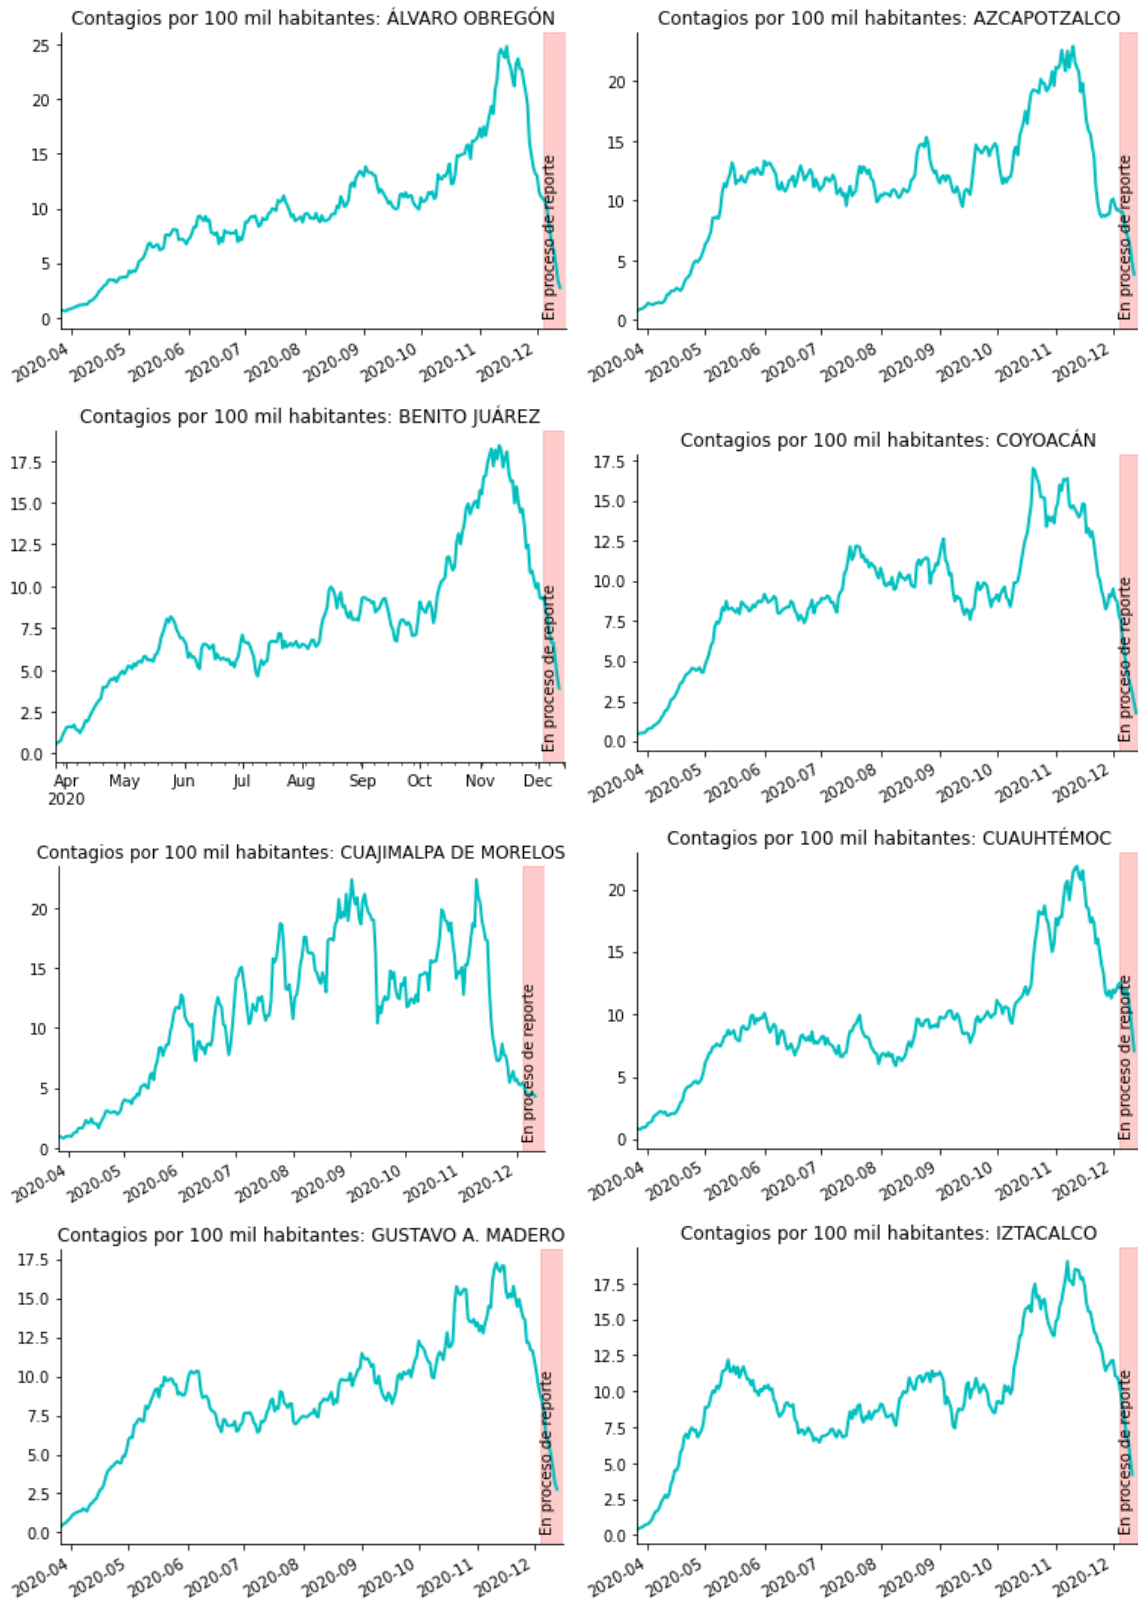 Contagios por 100 mil habitantes: ÁLVARO OBREGÓN
25
20
15
10
5
0
En proceso de reporte
2020-04 2020-05 2020-06 2020-07 2020-08 2020-09 2020-10 2020-11 2020-12
Contagios por 100 mil habitantes: AZCAPOTZALCO
20
15
10
5
0
En proceso de reporte
2020-04 2020-05 2020-06 2020-07 2020-08 2020-09 2020-10 2020-11 2020-12
Contagios por 100 mil habitantes: BENITO JUÁREZ
17.5
15.0
12.5
10.0
7.5
5.0
2.5
0.0
En proceso de reporte
Apr May Jun Jul Aug Sep Oct Nov Dec
2020
Contagios por 100 mil habitantes: COYOACÁN
17.5
15.0
12.5
10.0
7.5
5.0
2.5
0.0
En proceso de reporte
2020-04 2020-05 2020-06 2020-07 2020-08 2020-09 2020-10 2020-11 2020-12
Contagios por 100 mil habitantes: CUAJIMALPA DE MORELOS
20
15
10
5
0
En proceso de reporte
2020-04 2020-05 2020-06 2020-07 2020-08 2020-09 2020-10 2020-11 2020-12
Contagios por 100 mil habitantes: CUAUHTÉMOC
20
15
10
5
0
En proceso de reporte
2020-04 2020-05 2020-06 2020-07 2020-08 2020-09 2020-10 2020-11 2020-12
Contagios por 100 mil habitantes: GUSTAVO A. MADERO
17.5
15.0
12.5
10.0
7.5
5.0
2.5
0.0
En proceso de reporte
2020-04 2020-05 2020-06 2020-07 2020-08 2020-09 2020-10 2020-11 2020-12
Contagios por 100 mil habitantes: IZTACALCO
17.5
15.0
12.5
10.0
7.5
5.0
2.5
0.0
En proceso de reporte
2020-04 2020-05 2020-06 2020-07 2020-08 2020-09 2020-10 2020-11 2020-12